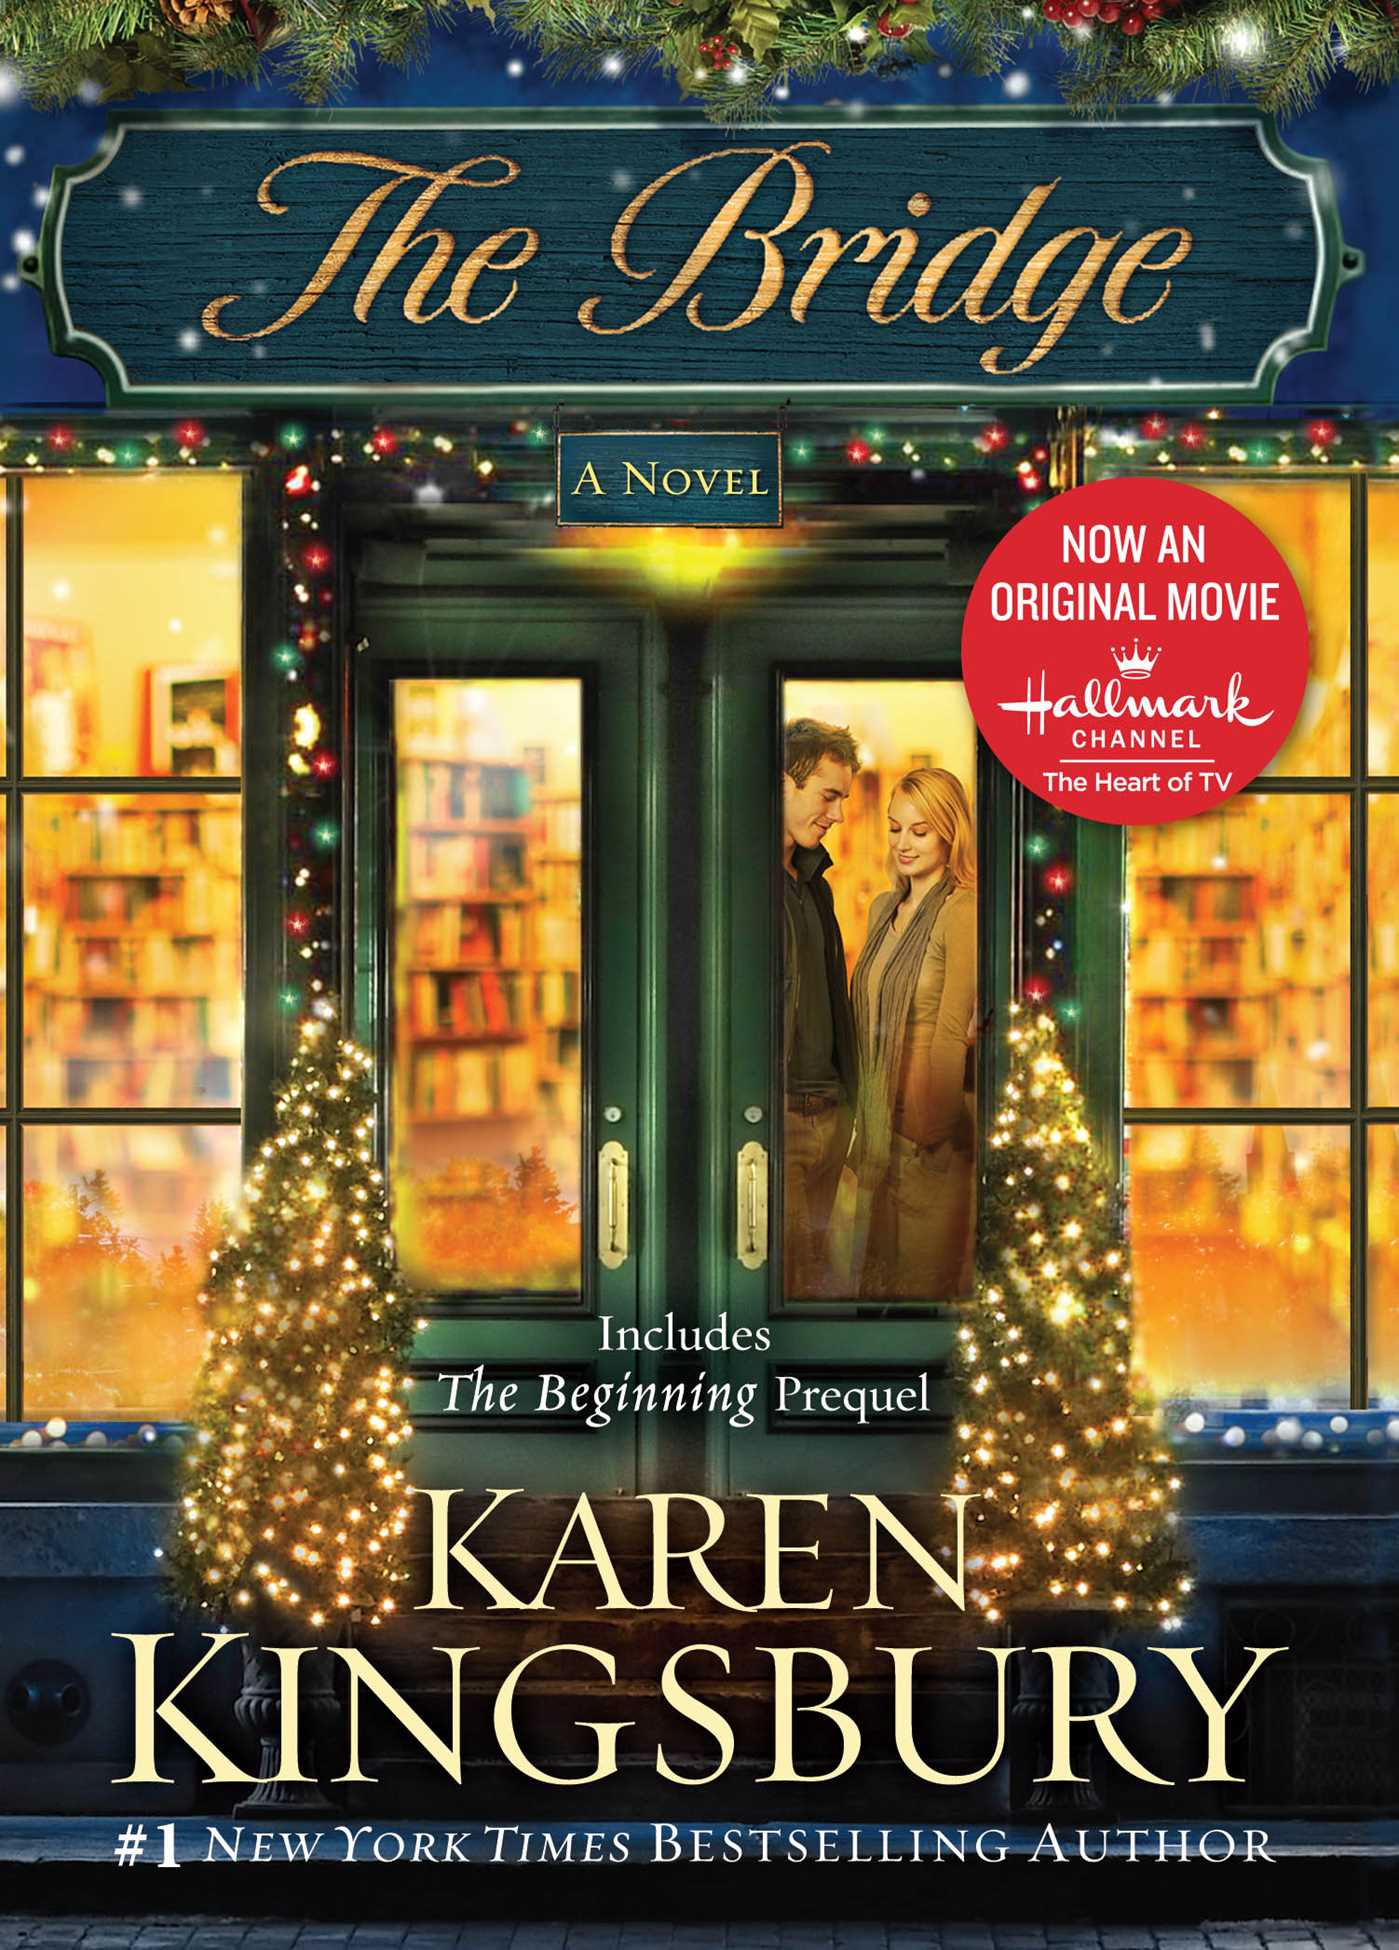 The Bridge
A NOVEL
NOW AN
ORIGINAL MOVIE
Hallmark
CHANNEL
The Heart of TV
Includes
The Beginning Prequel
KAREN
KINGSBURY
#1 NEW YORK TIMES BESTSELLING AUTHOR